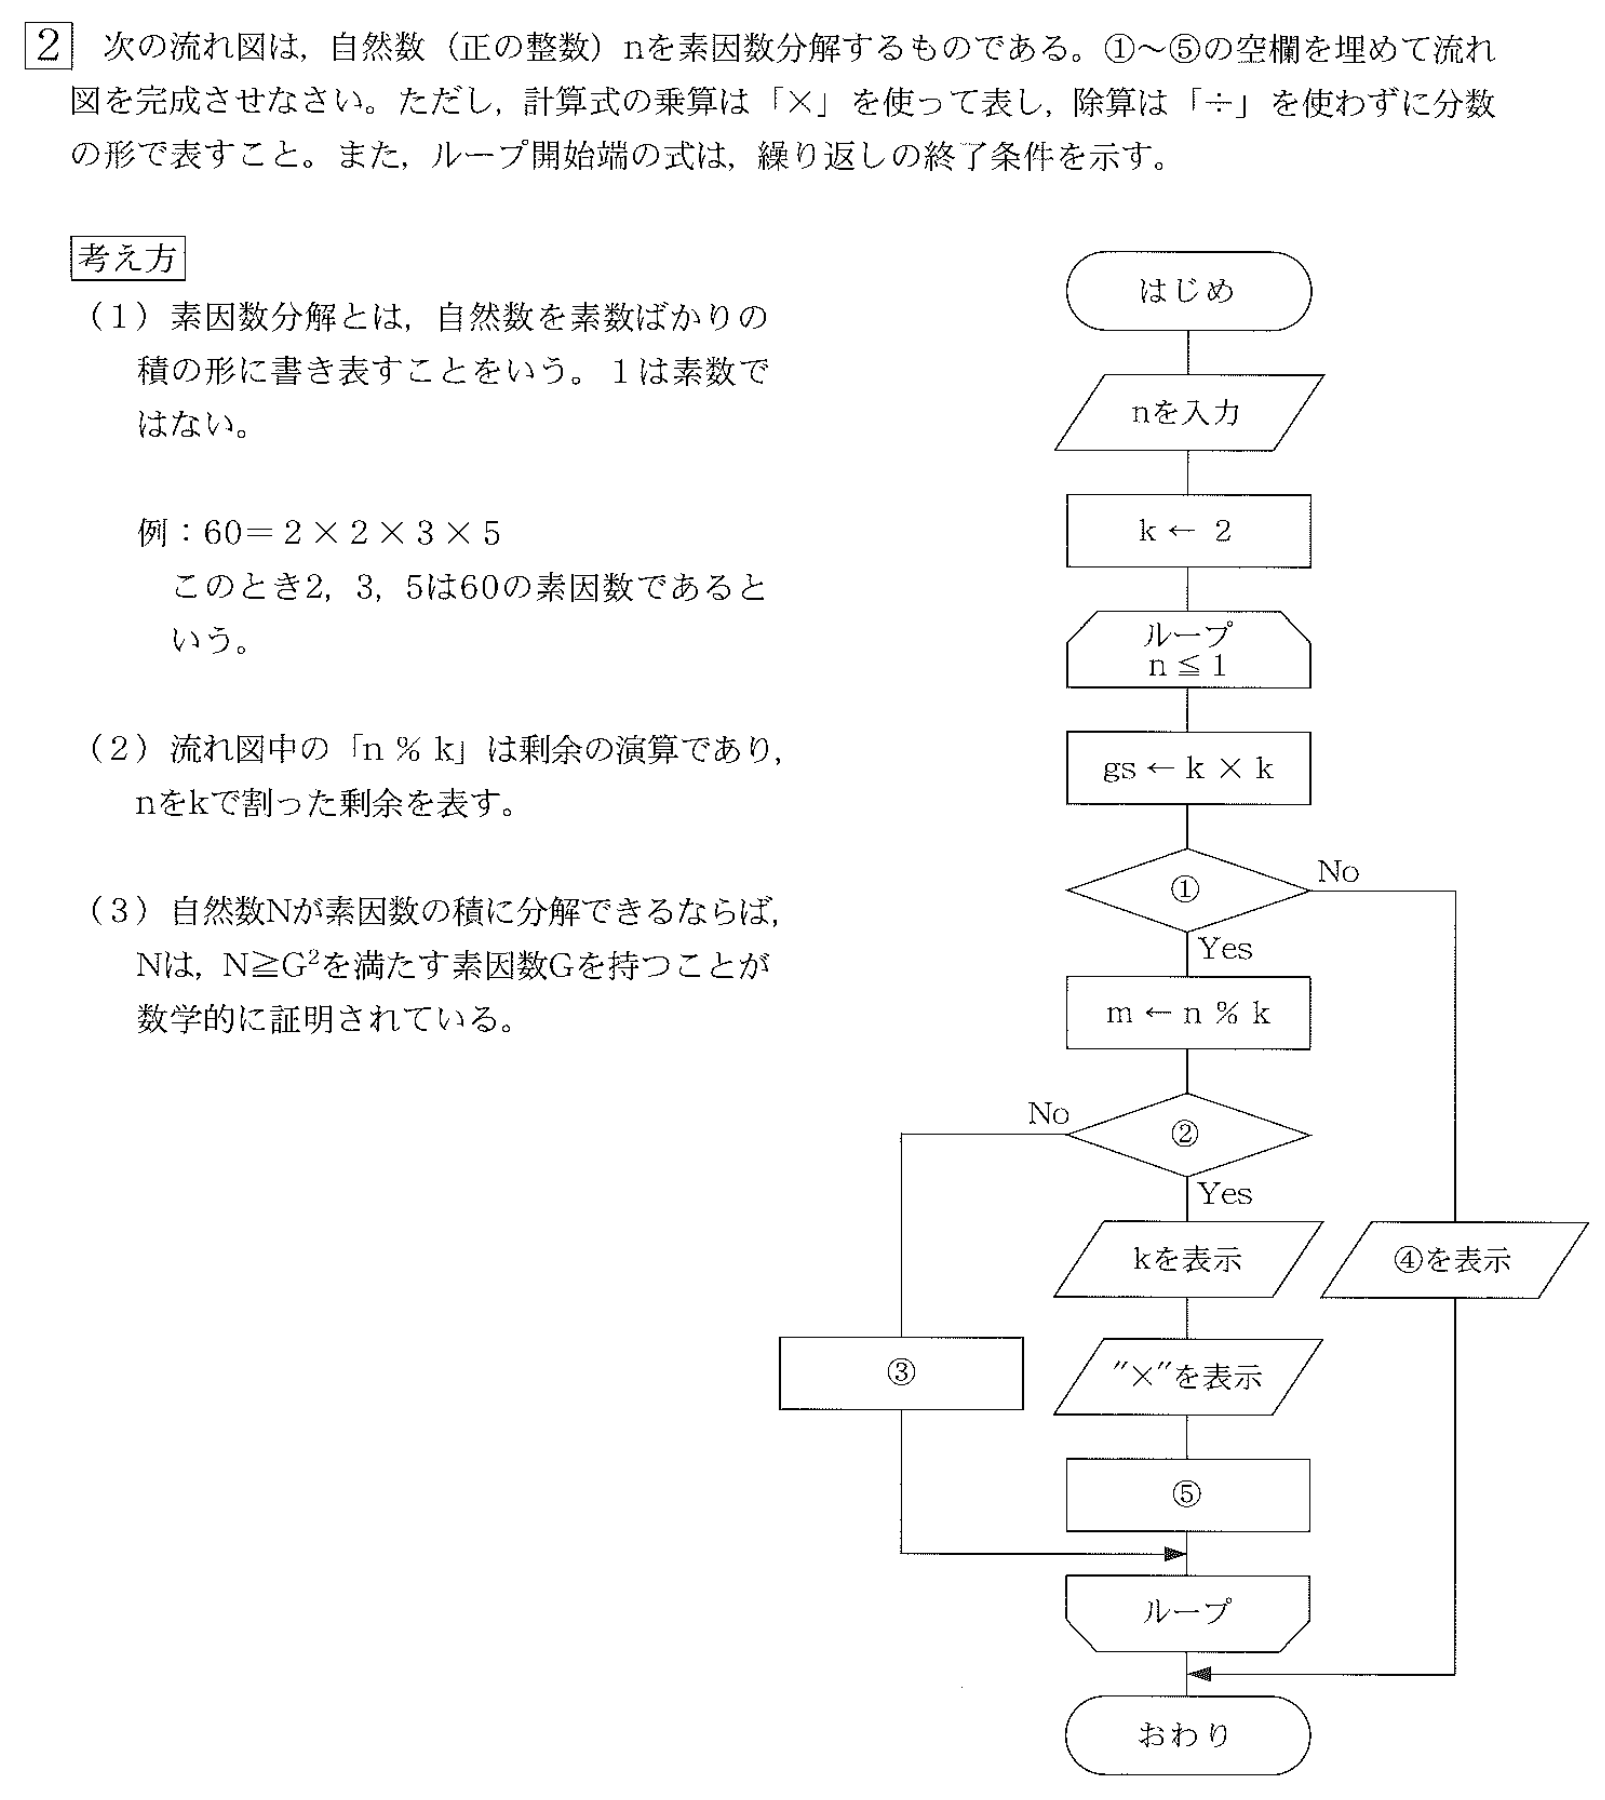 2 次の流れ図は，自然数（正の整数）nを素因数分解するものである。①～⑤の空欄を埋めて流れ
図を完成させなさい。ただし，計算式の乗算は「×」を使って表し，除算は「÷」を使わずに分数
の形で表すこと。また，ループ開始端の式は，繰り返しの終了条件を示す。
考え方
（１）素因数分解とは，自然数を素数ばかりの
積の形に書き表すことをいう。１は素数で
はない。
例：60＝２×２×３×５
このとき2，3，5は60の素因数であると
いう。
（２）流れ図中の「n % k」は剰余の演算であり，
nをkで割った剰余を表す。
（３）自然数Nが素因数の積に分解できるならば，
Nは，N≧G²を満たす素因数Gを持つことが
数学的に証明されている。
はじめ
nを入力
k ← 2
ループ
n ≦ 1
gs ← k × k
①
No
Yes
m ← n % k
②
No
Yes
kを表示
④を表示
③
"×"を表示
⑤
ループ
おわり